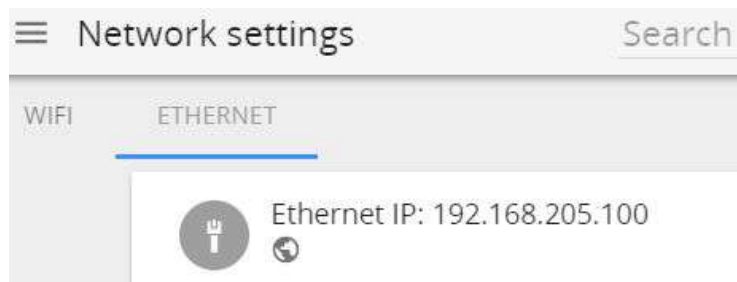 Network settings
Search
WIFI ETHERNET
Ethernet IP: 192.168.205.100